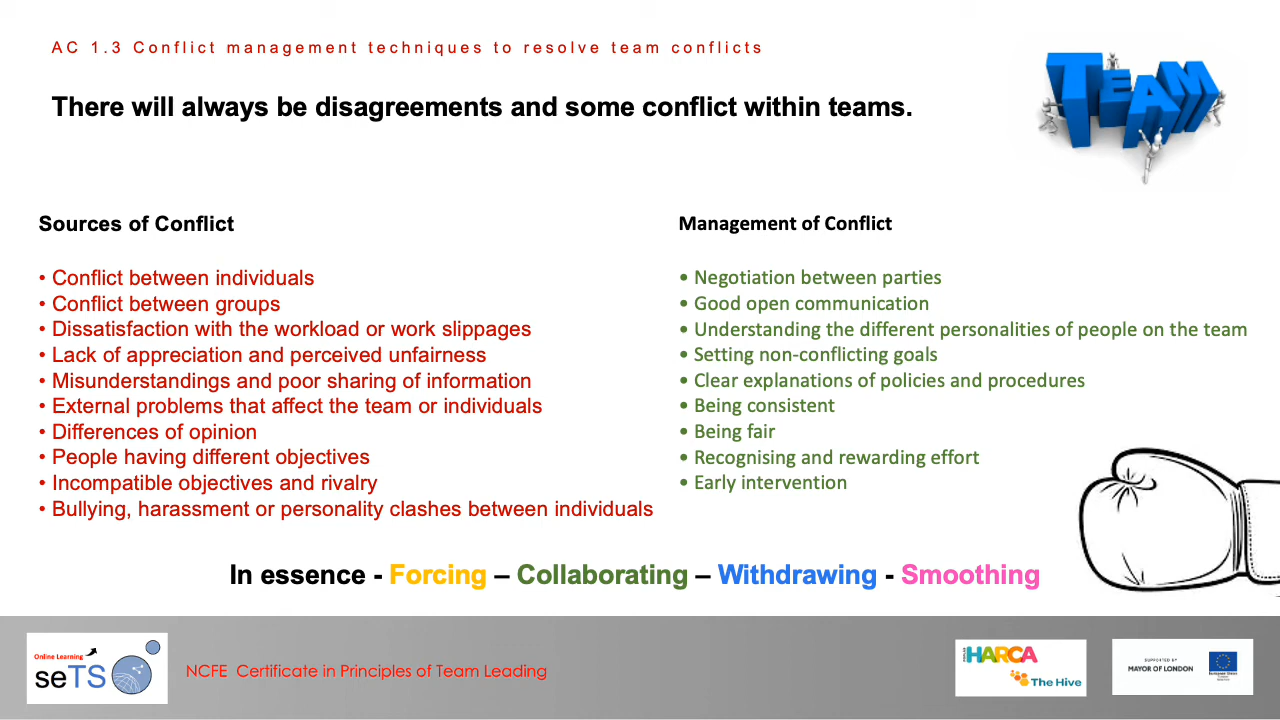 AC 1.3 Conflict management techniques to resolve team conflicts
There will always be disagreements and some conflict within teams.
TEAM
Sources of Conflict
• Conflict between individuals
• Conflict between groups
• Dissatisfaction with the workload or work slippages
• Lack of appreciation and perceived unfairness
• Misunderstandings and poor sharing of information
• External problems that affect the team or individuals
• Differences of opinion
• People having different objectives
• Incompatible objectives and rivalry
• Bullying, harassment or personality clashes between individuals
Management of Conflict
• Negotiation between parties
• Good open communication
• Understanding the different personalities of people on the team
• Setting non-conflicting goals
• Clear explanations of policies and procedures
• Being consistent
• Being fair
• Recognising and rewarding effort
• Early intervention
In essence - Forcing – Collaborating – Withdrawing - Smoothing
Online Learning
seTS
NCFE Certificate in Principles of Team Leading
HARCA
The Hive
SUPPORTED BY
MAYOR OF LONDON
European Union